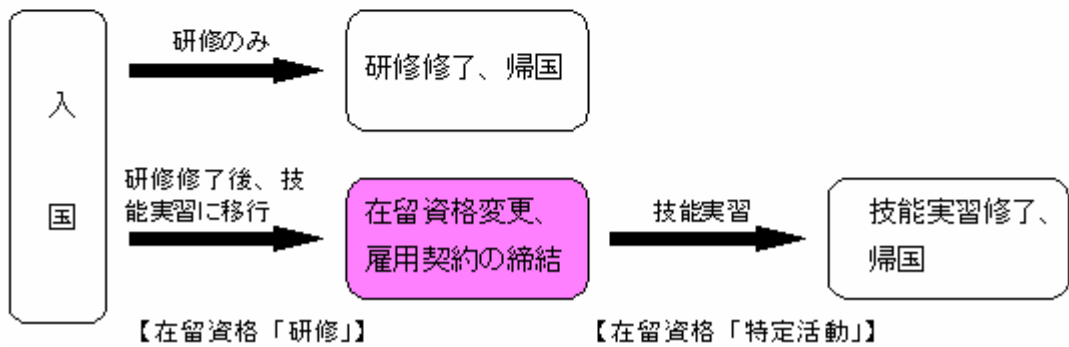 入
国
研修のみ
研修修了、帰国
研修修了後、技
能実習に移行
在留資格変更、
雇用契約の締結
技能実習
技能実習修了、
帰国
【在留資格「研修」】
【在留資格「特定活動」】